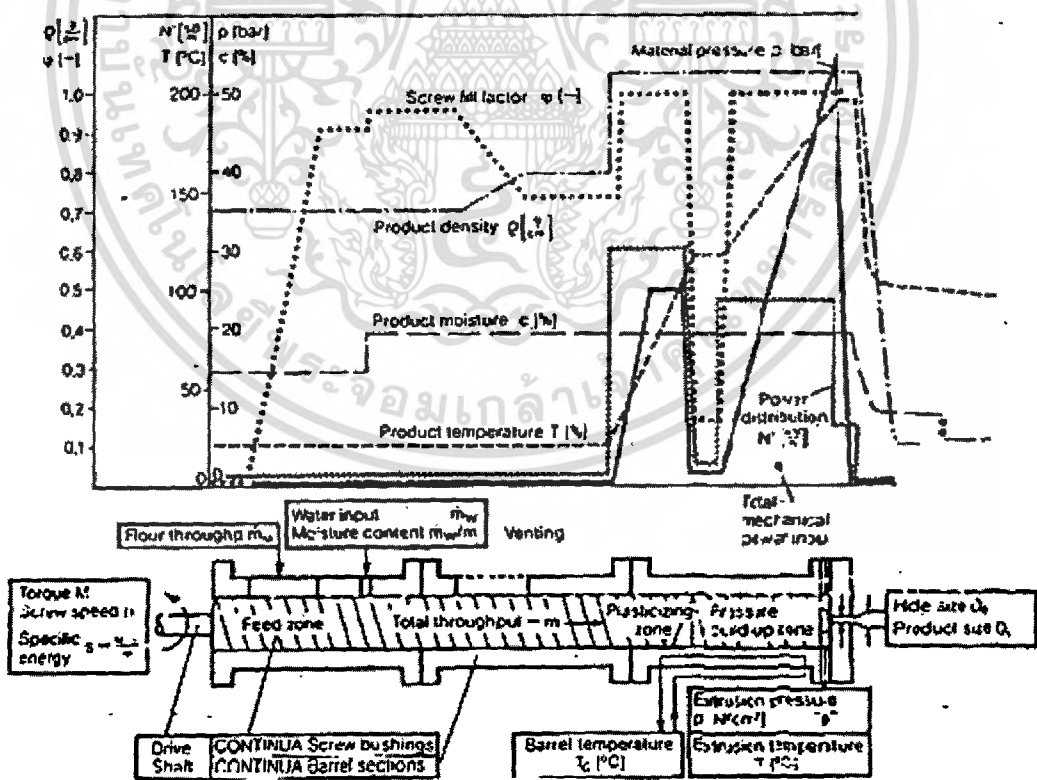 N' p [bar]
φ [−] T [°C] c [%]
Material pressure p [bar]
1,0 200 50
Screw fill factor φ [−]
0,9
0,8 40
150
0,7
Product density ρ
0,6 30
0,5 100
Product moisture c [%]
0,4 20
0,3
50
0,2 10
Power distribution N'
Product temperature T [%]
0,1
0 0
Total mechanical power input
Water input ṁw
Moisture content ṁw/ṁ
Venting
Flour throughp
Torque M
Screw speed n
Specific energy
Feed zone
Total throughput = m
Plasticizing zone
Pressure build up zone
Hole size
Product size
Extrusion pressure
p N/cm²] "p"
Drive Shaft
CONTINUA Screw bushings
CONTINUA Barrel sections
Barrel temperature
[°C]
Extrusion temperature
T [°C]